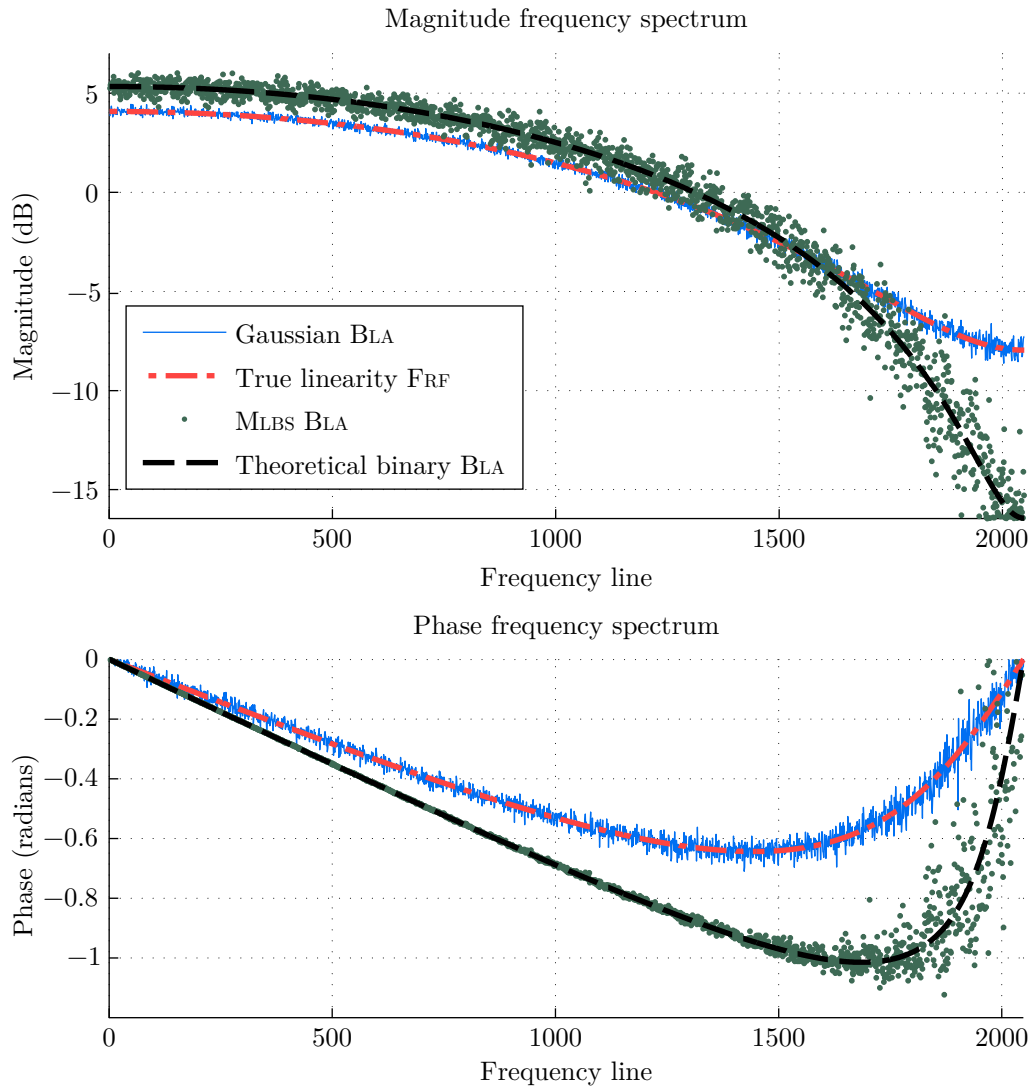 Magnitude frequency spectrum
5
0
−5
−10
−15
Magnitude (dB)
Gaussian BLA
True linearity FRF
MLBS BLA
Theoretical binary BLA
0
500
1000
1500
2000
Frequency line
Phase frequency spectrum
0
−0.2
−0.4
−0.6
−0.8
−1
Phase (radians)
0
500
1000
1500
2000
Frequency line